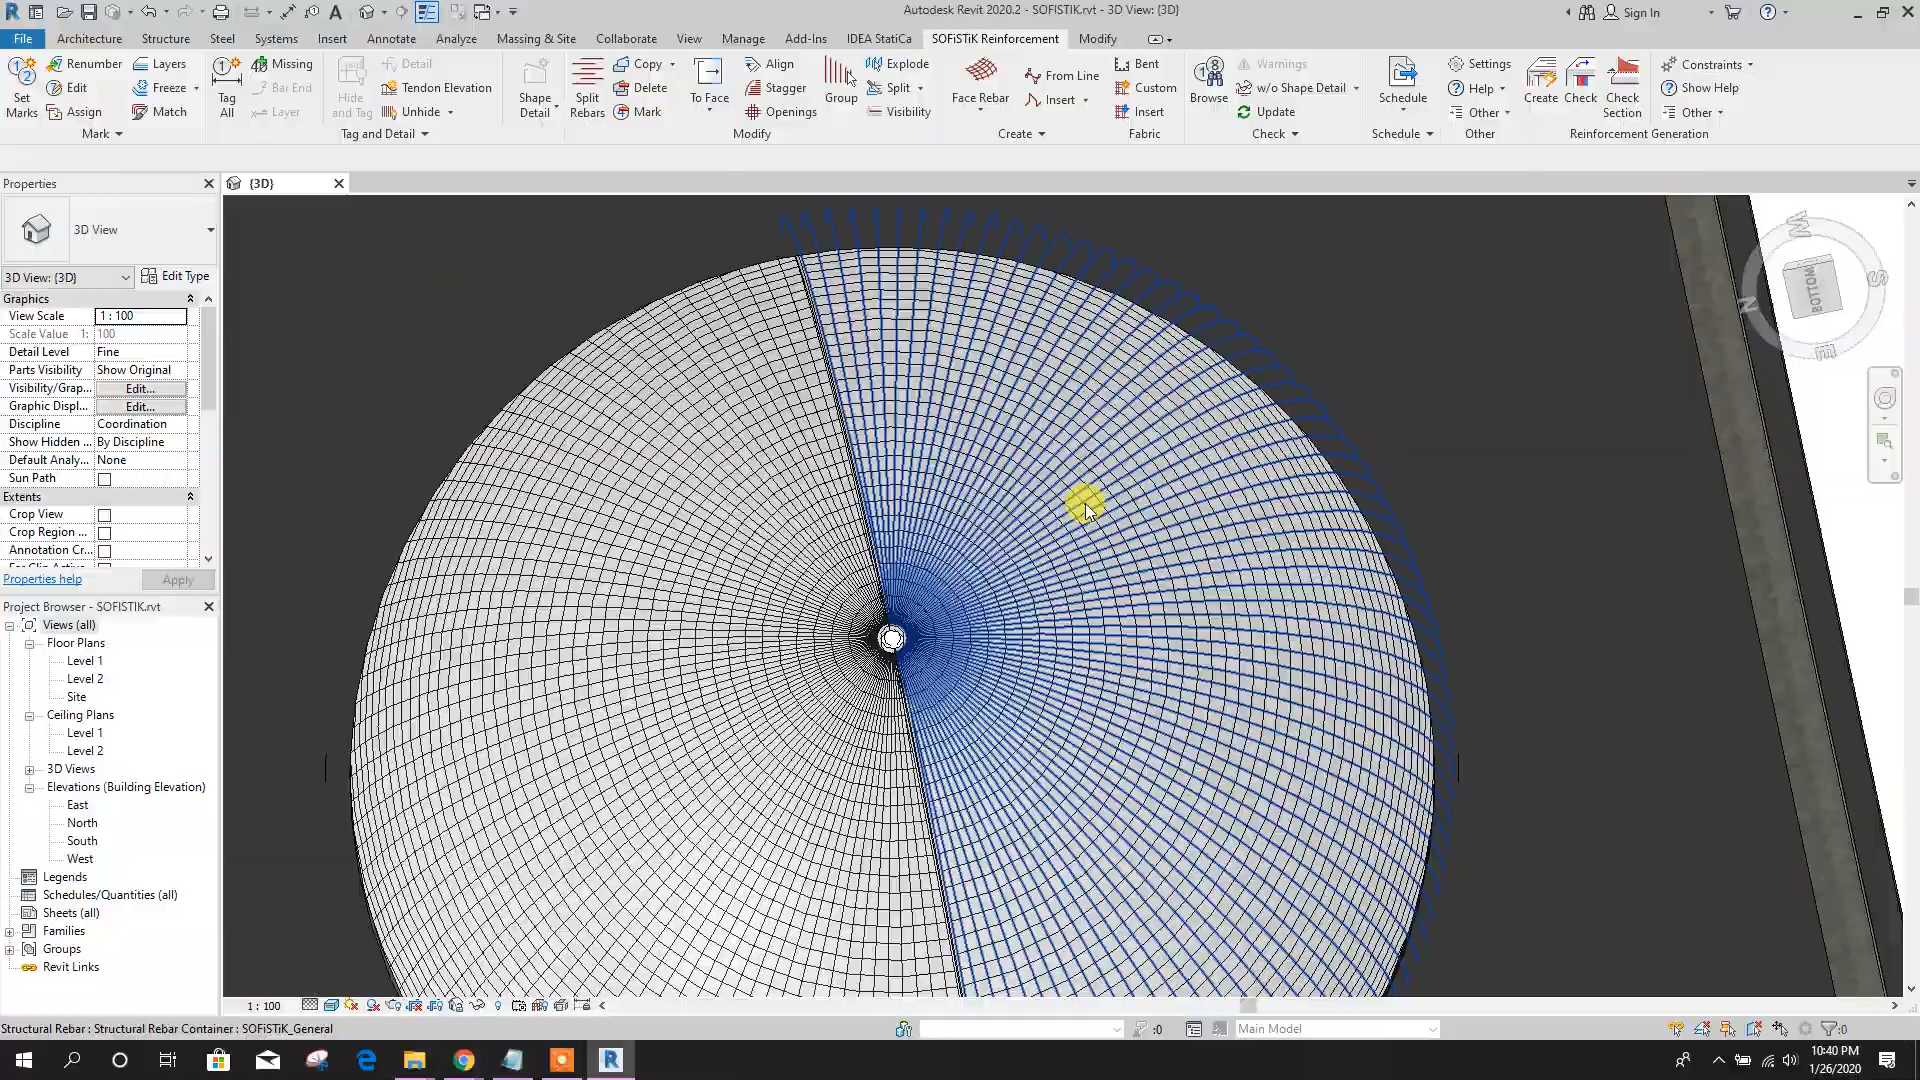 Autodesk Revit 2020.2 - SOFISTIK.rvt - 3D View: {3D}
Sign In
File Architecture Structure Steel Systems Insert Annotate Analyze Massing & Site Collaborate View Manage Add-Ins IDEA StatiCa SOFiSTiK Reinforcement Modify
Set Marks
Renumber
Edit
Assign
Layers
Freeze
Match
Mark
Tag All
Missing
Bar End
Layer
Hide and Tag
Detail
Tendon Elevation
Unhide
Tag and Detail
Shape Detail
Split Rebars
Copy
Delete
Mark
To Face
Align
Stagger
Openings
Group
Explode
Split
Visibility
Modify
Face Rebar
From Line
Insert
Create
Bent
Custom
Insert
Fabric
Browse
Warnings
w/o Shape Detail
Update
Check
Schedule
Schedule
Settings
Help
Other
Other
Create
Check
Check Section
Constraints
Show Help
Other
Reinforcement Generation
Properties
{3D}
3D View
3D View: {3D}
Edit Type
Graphics
View Scale 1 : 100
Scale Value 1: 100
Detail Level Fine
Parts Visibility Show Original
Visibility/Grap... Edit...
Graphic Displ... Edit...
Discipline Coordination
Show Hidden ... By Discipline
Default Analy... None
Sun Path
Extents
Crop View
Crop Region ...
Annotation Cr...
Properties help
Apply
Project Browser - SOFISTIK.rvt
Views (all)
Floor Plans
Level 1
Level 2
Site
Ceiling Plans
Level 1
Level 2
3D Views
Elevations (Building Elevation)
East
North
South
West
Legends
Schedules/Quantities (all)
Sheets (all)
Families
Groups
Revit Links
W
S
N
E
BOTTOM
1 : 100
Structural Rebar : Structural Rebar Container : SOFiSTiK_General
:0
Main Model
:0
10:40 PM
1/26/2020